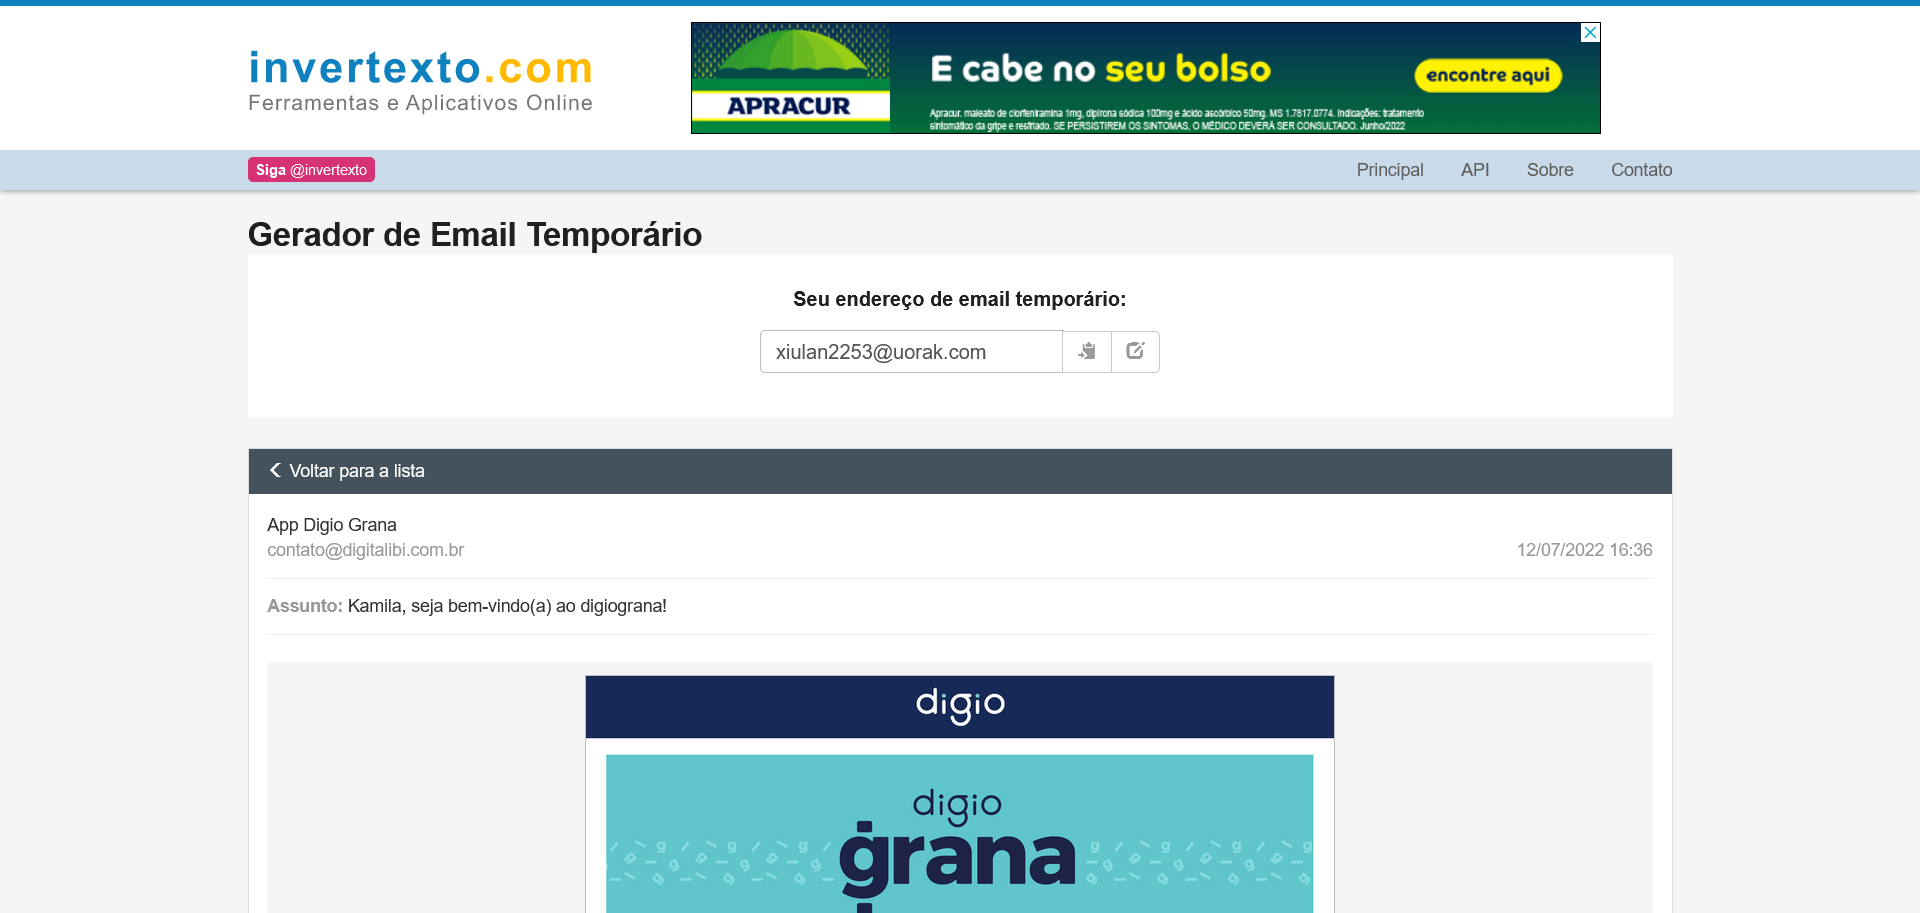 invertexto.com
Ferramentas e Aplicativos Online
APRACUR
E cabe no seu bolso
encontre aqui
Apracur. maleato de clorfeniramina 1mg, dipirona sódica 100mg e ácido ascórbico 50mg. MS 1.7817.0774. Indicações: tratamento
sintomático da gripe e resfriado. SE PERSISTIREM OS SINTOMAS, O MÉDICO DEVERÁ SER CONSULTADO. Junho/2022
Siga @invertexto
Principal
API
Sobre
Contato
Gerador de Email Temporário
Seu endereço de email temporário:
xiulan2253@uorak.com
Voltar para a lista
App Digio Grana
contato@digitalibi.com.br
12/07/2022 16:36
Assunto: Kamila, seja bem-vindo(a) ao digiograna!
digio
digio
grana